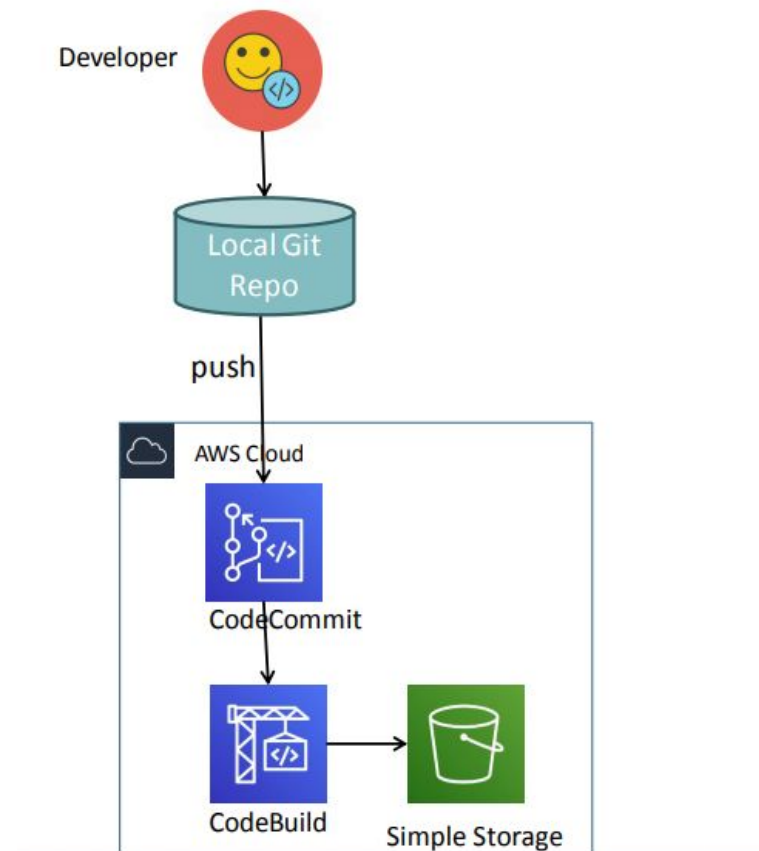 Developer
</>
Local Git
Repo
push
AWS Cloud
</>
CodeCommit
</>
CodeBuild
Simple Storage